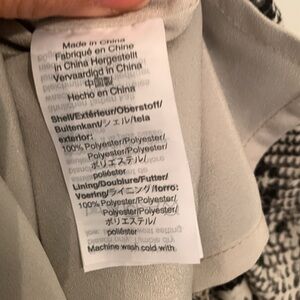 Made in China
Fabriqué en Chine
in China Hergestellt
Vervaardigd in China
中国製
Hecho en China
Shell/Extérieur/Oberstoff/
Buitenkant/シェル/tela
exterior:
100% Polyester/Polyester/
Polyester/Polyester/
ポリエステル/
poliéster
Lining/Doublure/Futter/
Voering/ライニング/forro:
100% Polyester/Polyester/
Polyester/Polyester/
ポリエステル/
poliéster
Machine wash cold with